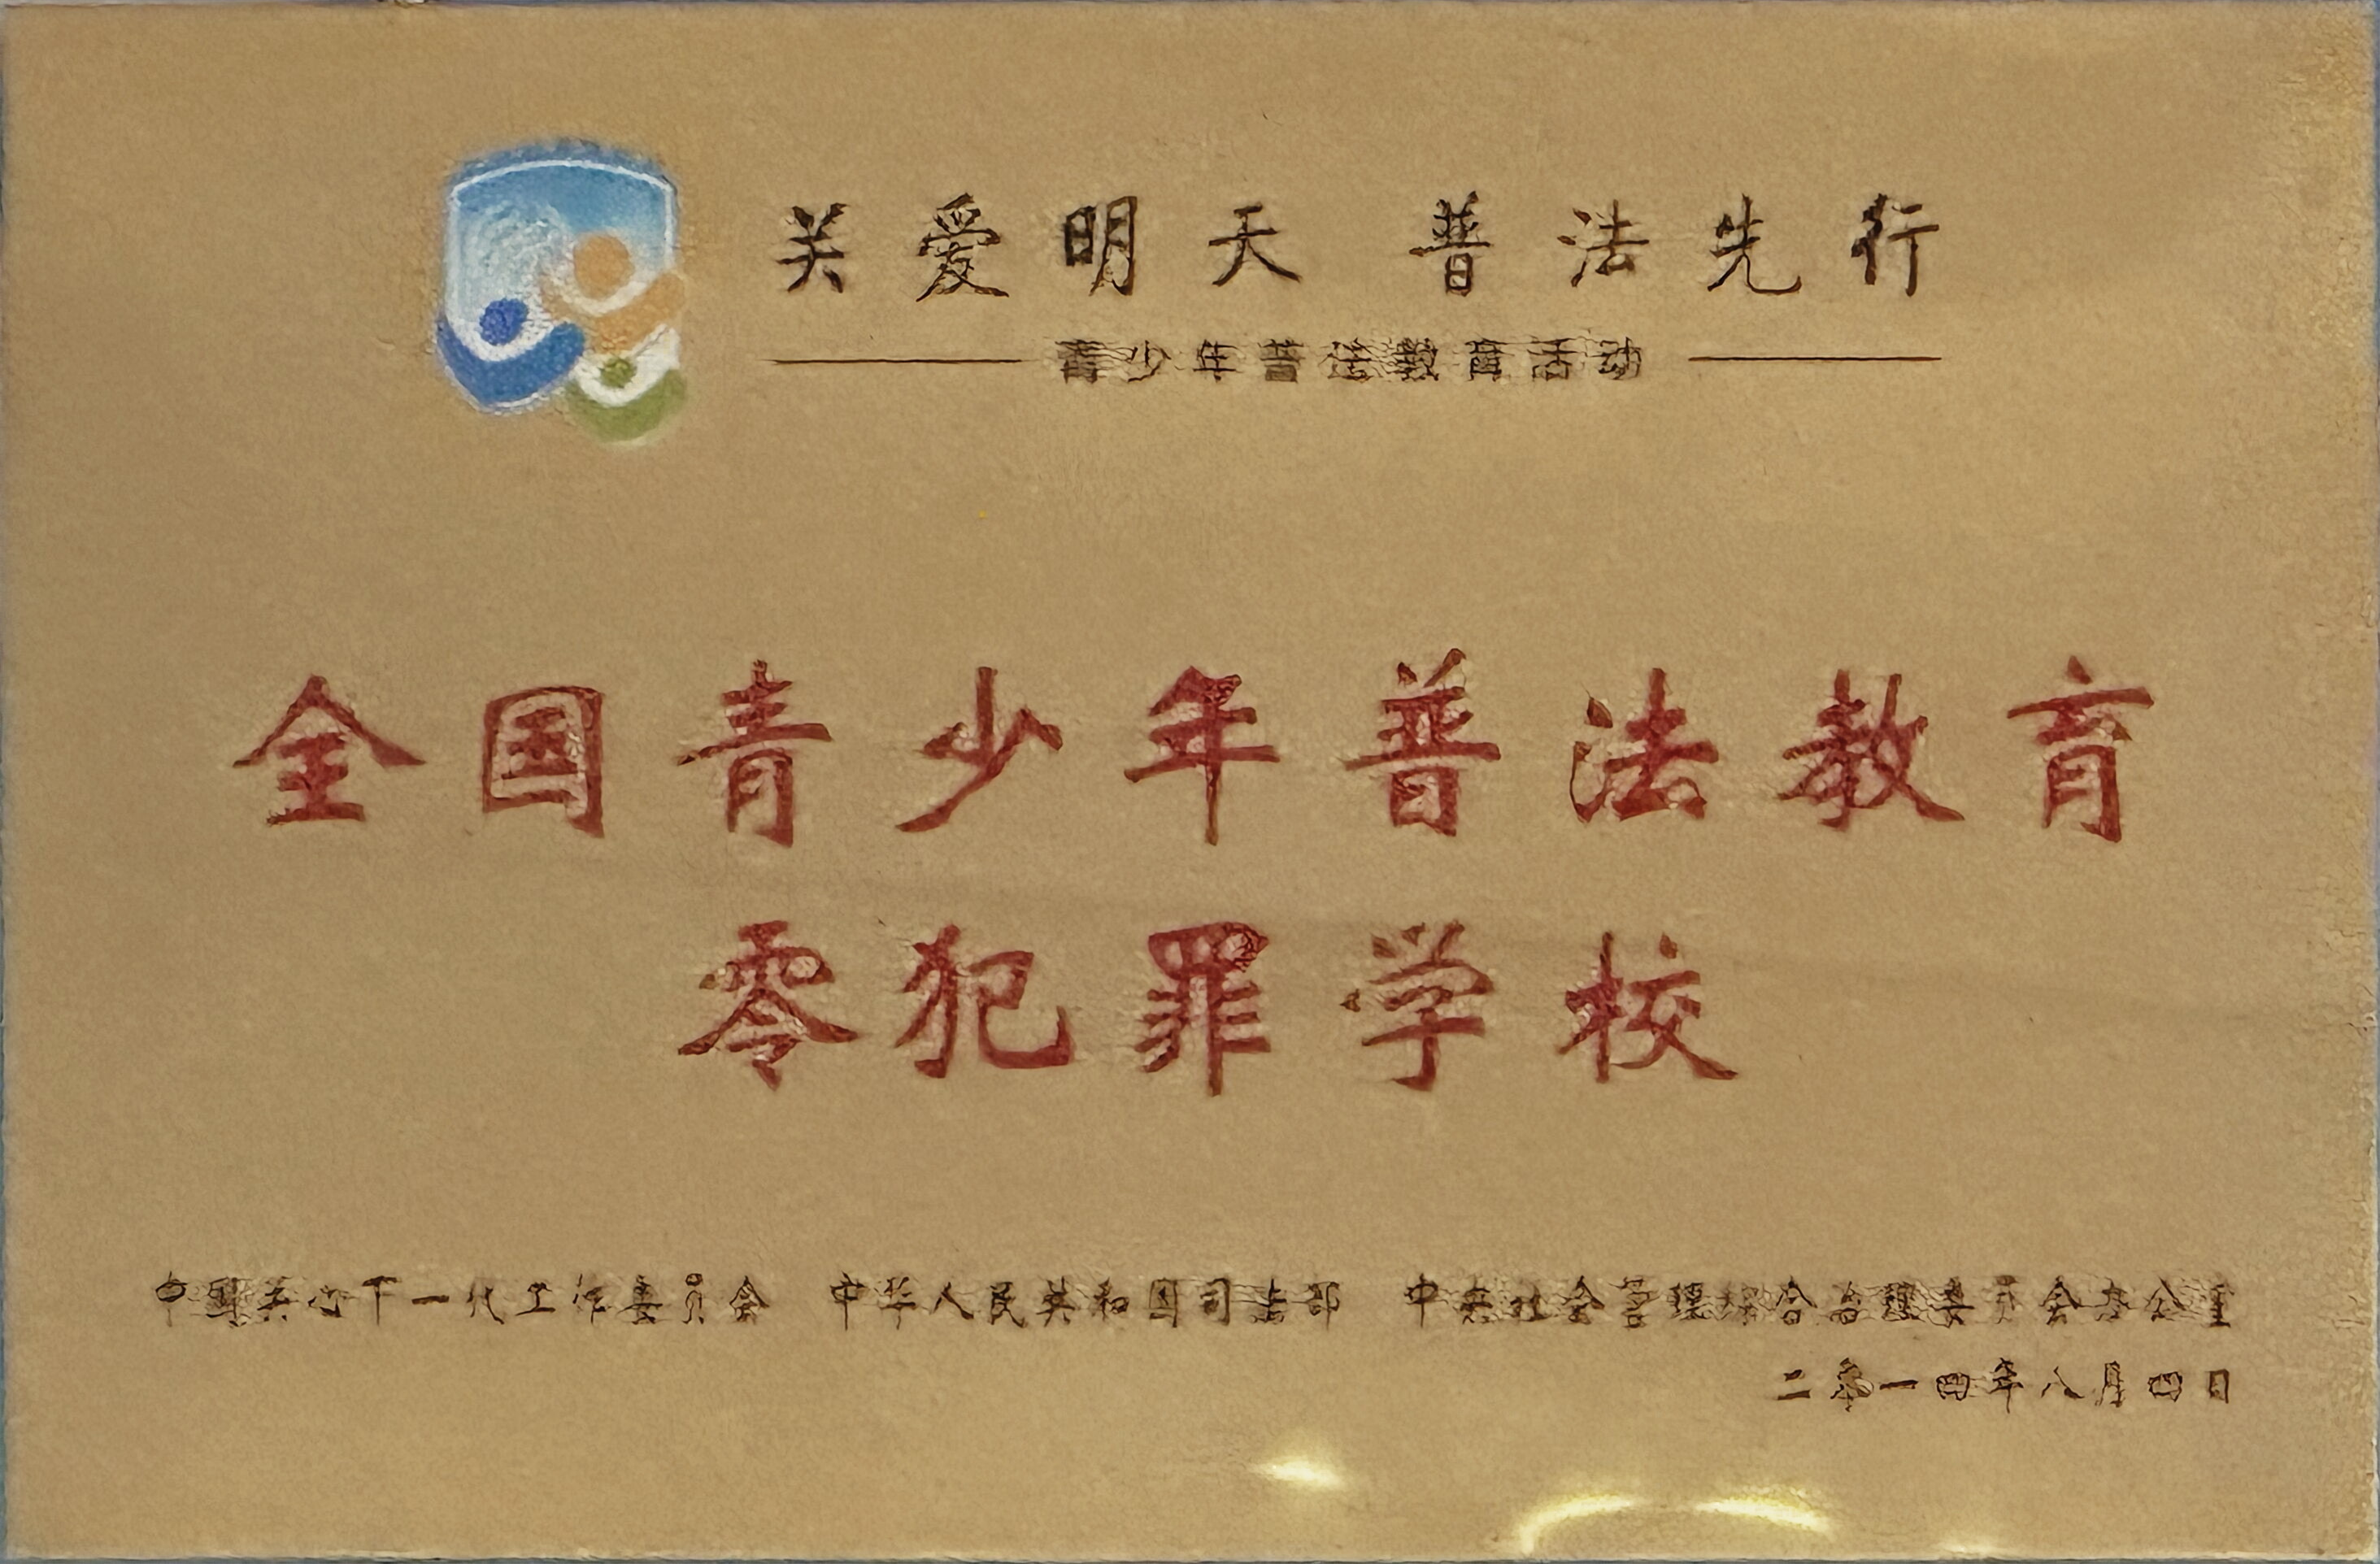 关爱明天 普法先行
青少年普法教育活动
全国青少年普法教育
零犯罪学校
中国关心下一代工作委员会 中华人民共和国司法部 中央社会管理综合治理委员会办公室
二零一四年八月四日